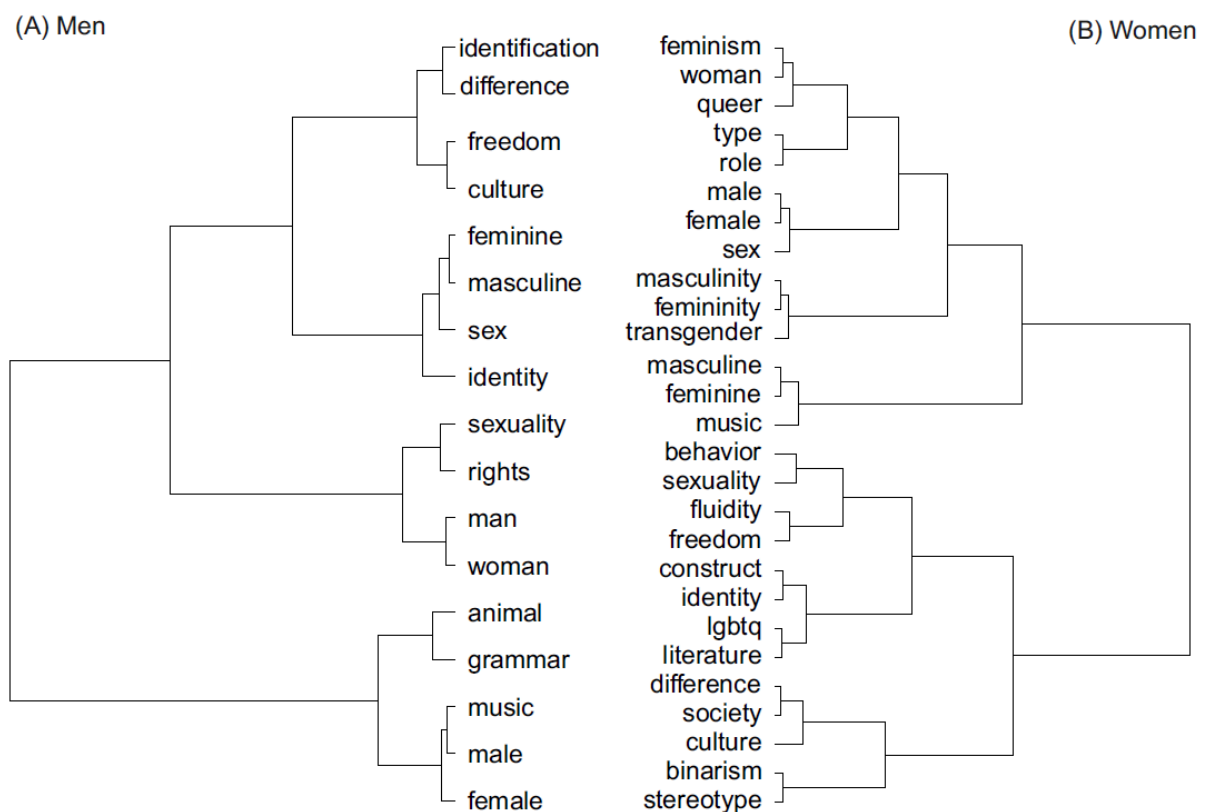 (A) Men
identification
difference
freedom
culture
feminine
masculine
sex
identity
sexuality
rights
man
woman
animal
grammar
music
male
female
(B) Women
feminism
woman
queer
type
role
male
female
sex
masculinity
femininity
transgender
masculine
feminine
music
behavior
sexuality
fluidity
freedom
construct
identity
lgbtq
literature
difference
society
culture
binarism
stereotype